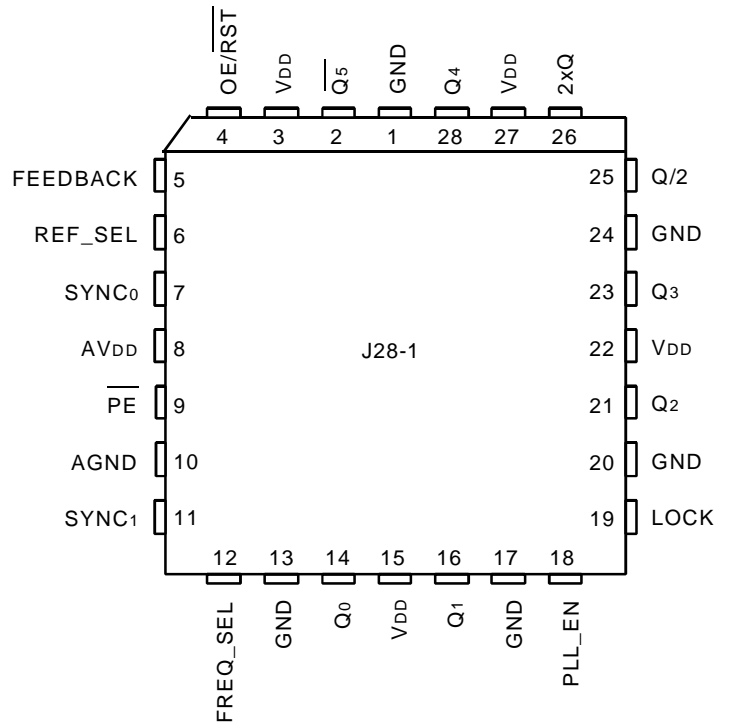 OE/RST
VDD
Q5
GND
Q4
VDD
2xQ
4 3 2 1 28 27 26
FEEDBACK 5
25 Q/2
REF_SEL 6
24 GND
SYNC0 7
23 Q3
AVDD 8
J28-1
22 VDD
PE 9
21 Q2
AGND 10
20 GND
SYNC1 11
19 LOCK
12 13 14 15 16 17 18
FREQ_SEL
GND
Q0
VDD
Q1
GND
PLL_EN